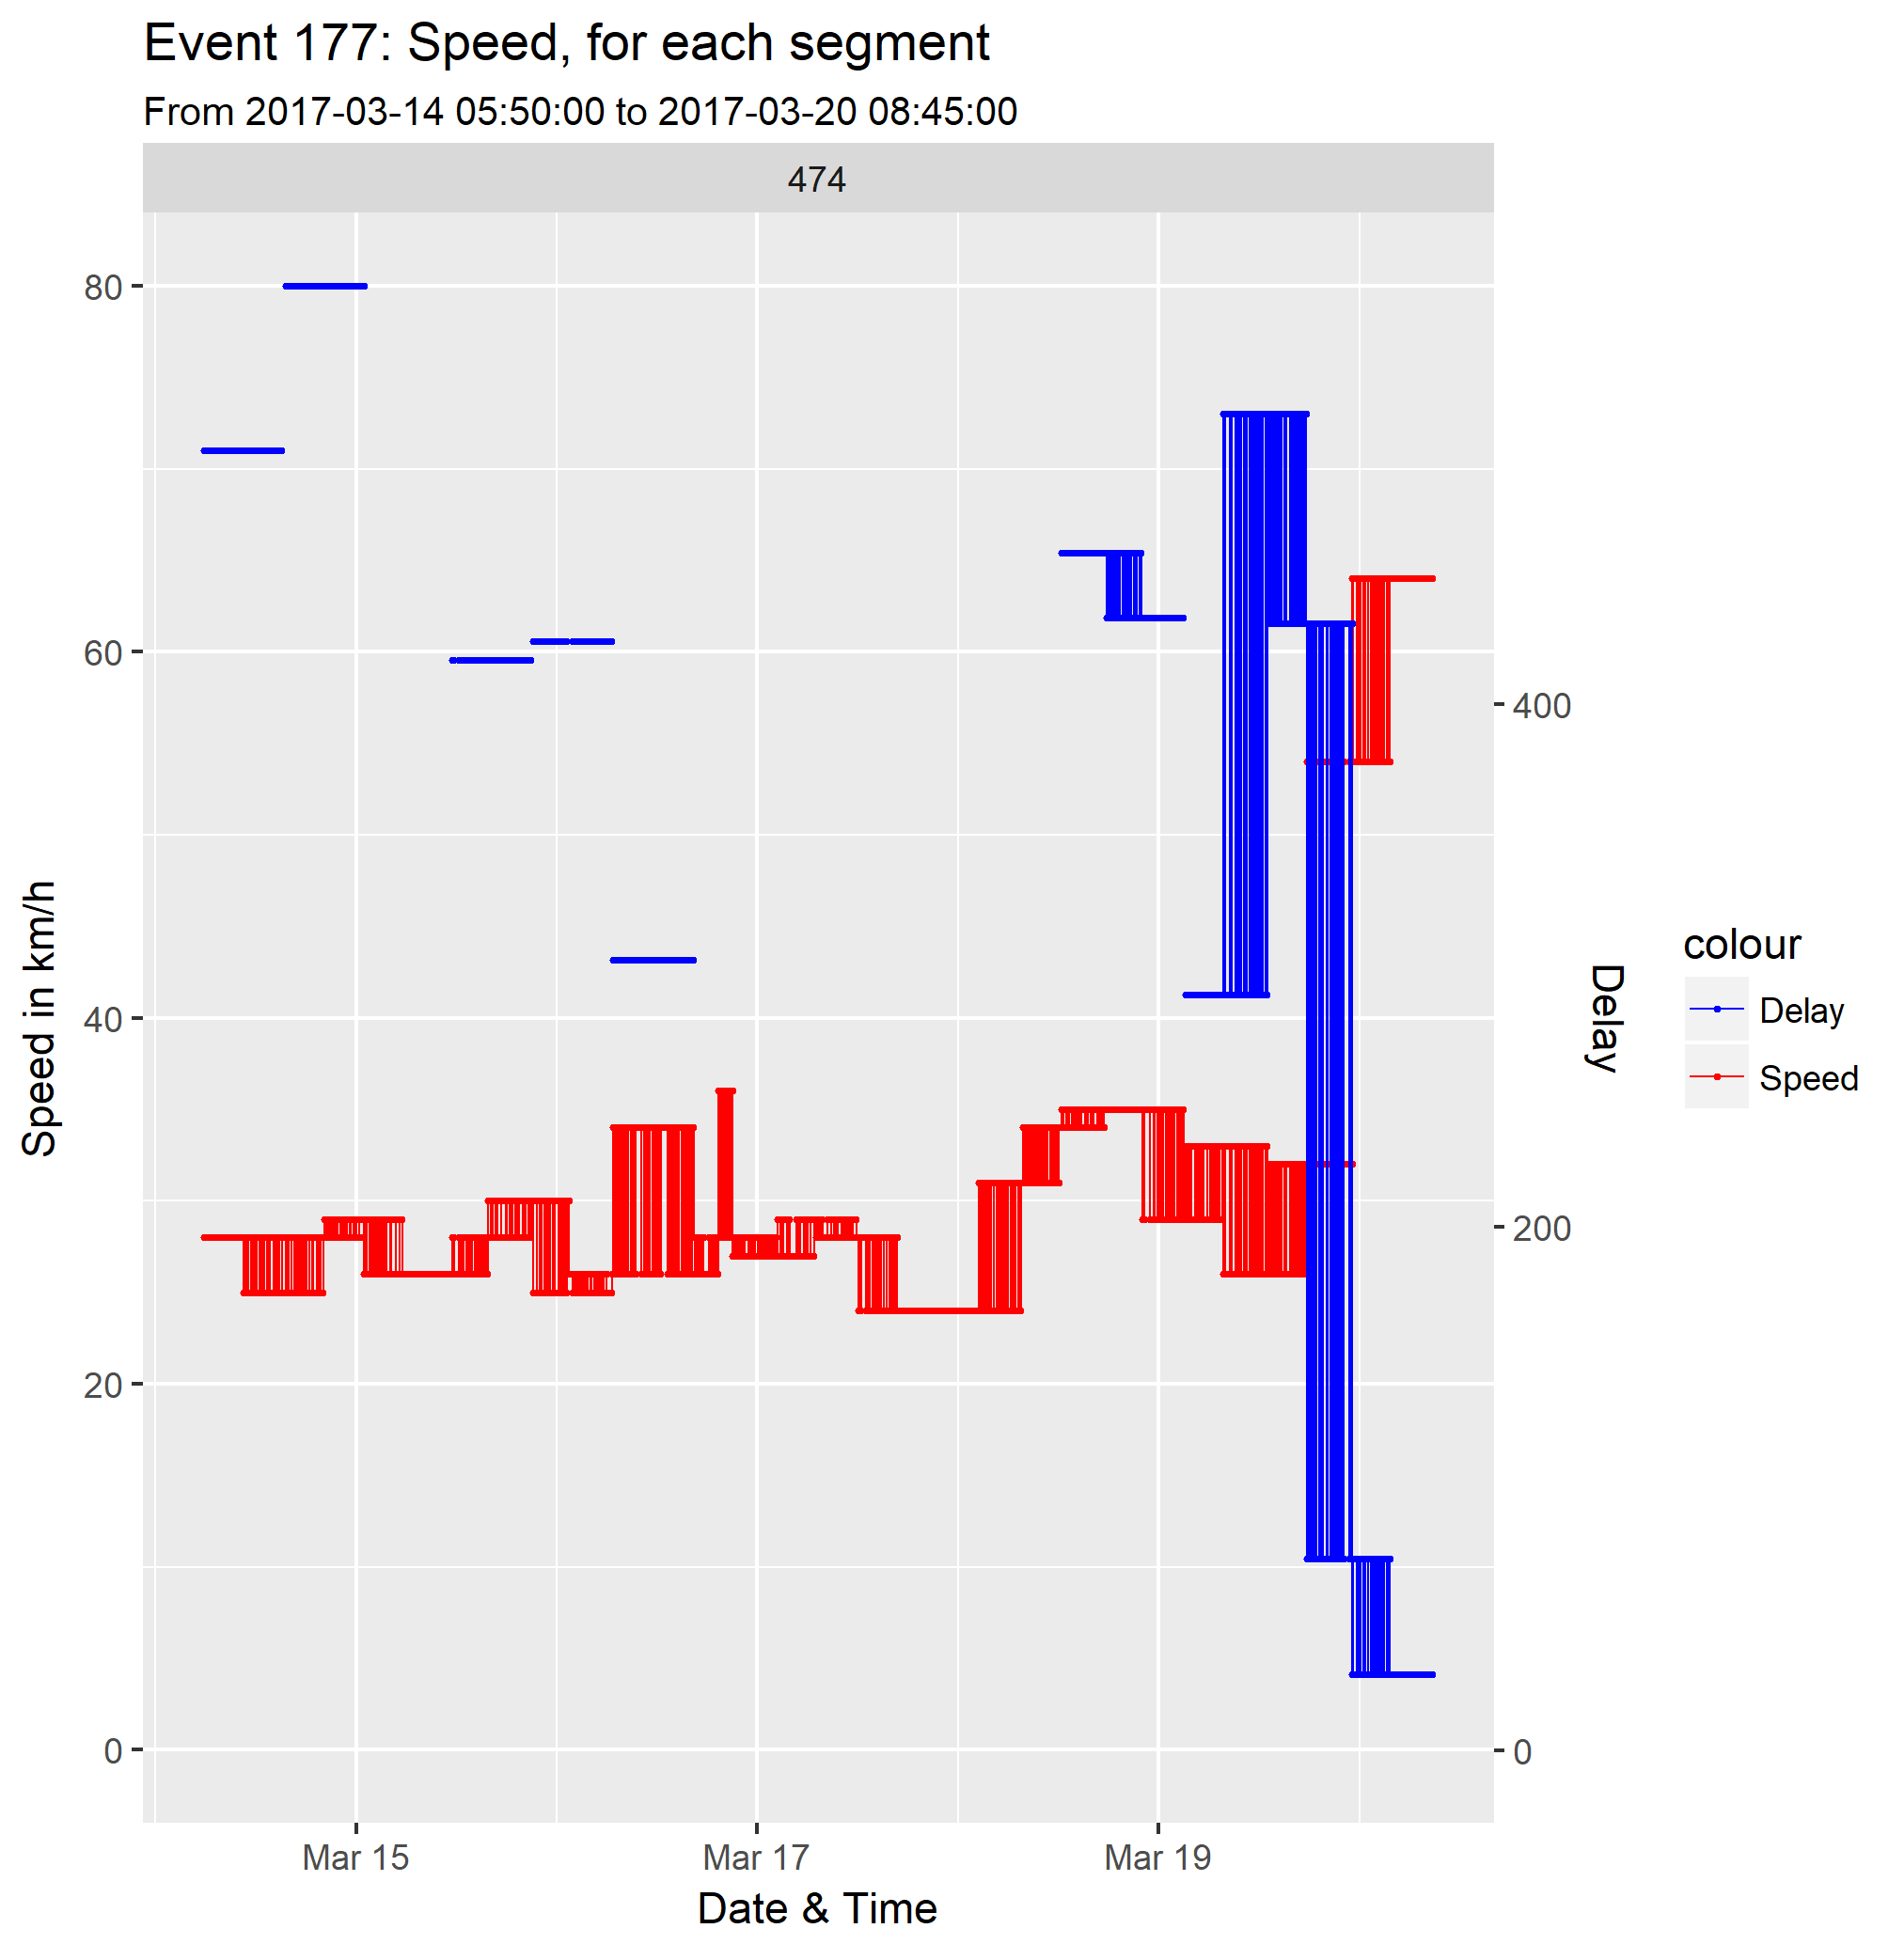 Event 177: Speed, for each segment
From 2017-03-14 05:50:00 to 2017-03-20 08:45:00
474
80
60
40
20
0
Speed in km/h
400
200
0
Delay
colour
Delay
Speed
Mar 15
Mar 17
Mar 19
Date & Time